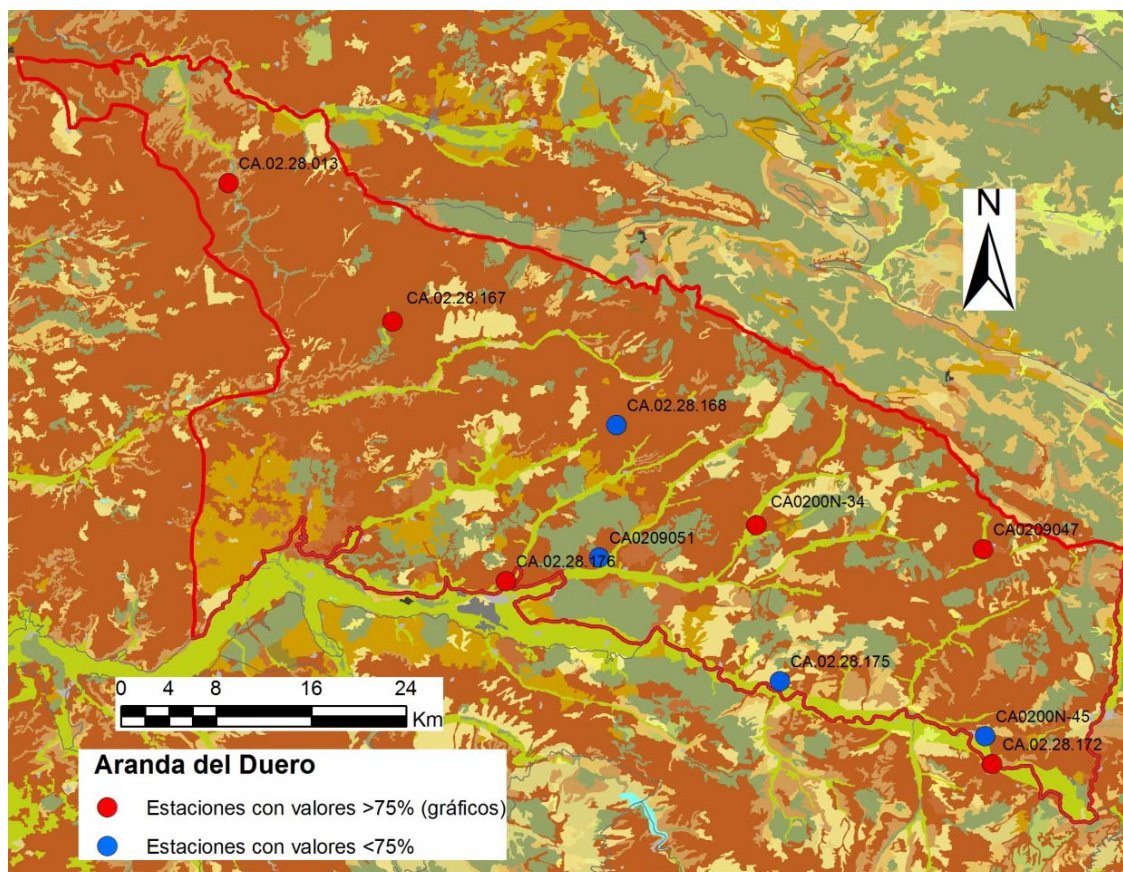 CA.02.28.013
N
CA.02.28.167
CA.02.28.168
CA0200N-34
CA0209047
CA0209051
CA.02.28.176
CA.02.28.175
CA0200N-45
CA.02.28.172
0 4 8 16 24
Km
Aranda del Duero
Estaciones con valores >75% (gráficos)
Estaciones con valores <75%